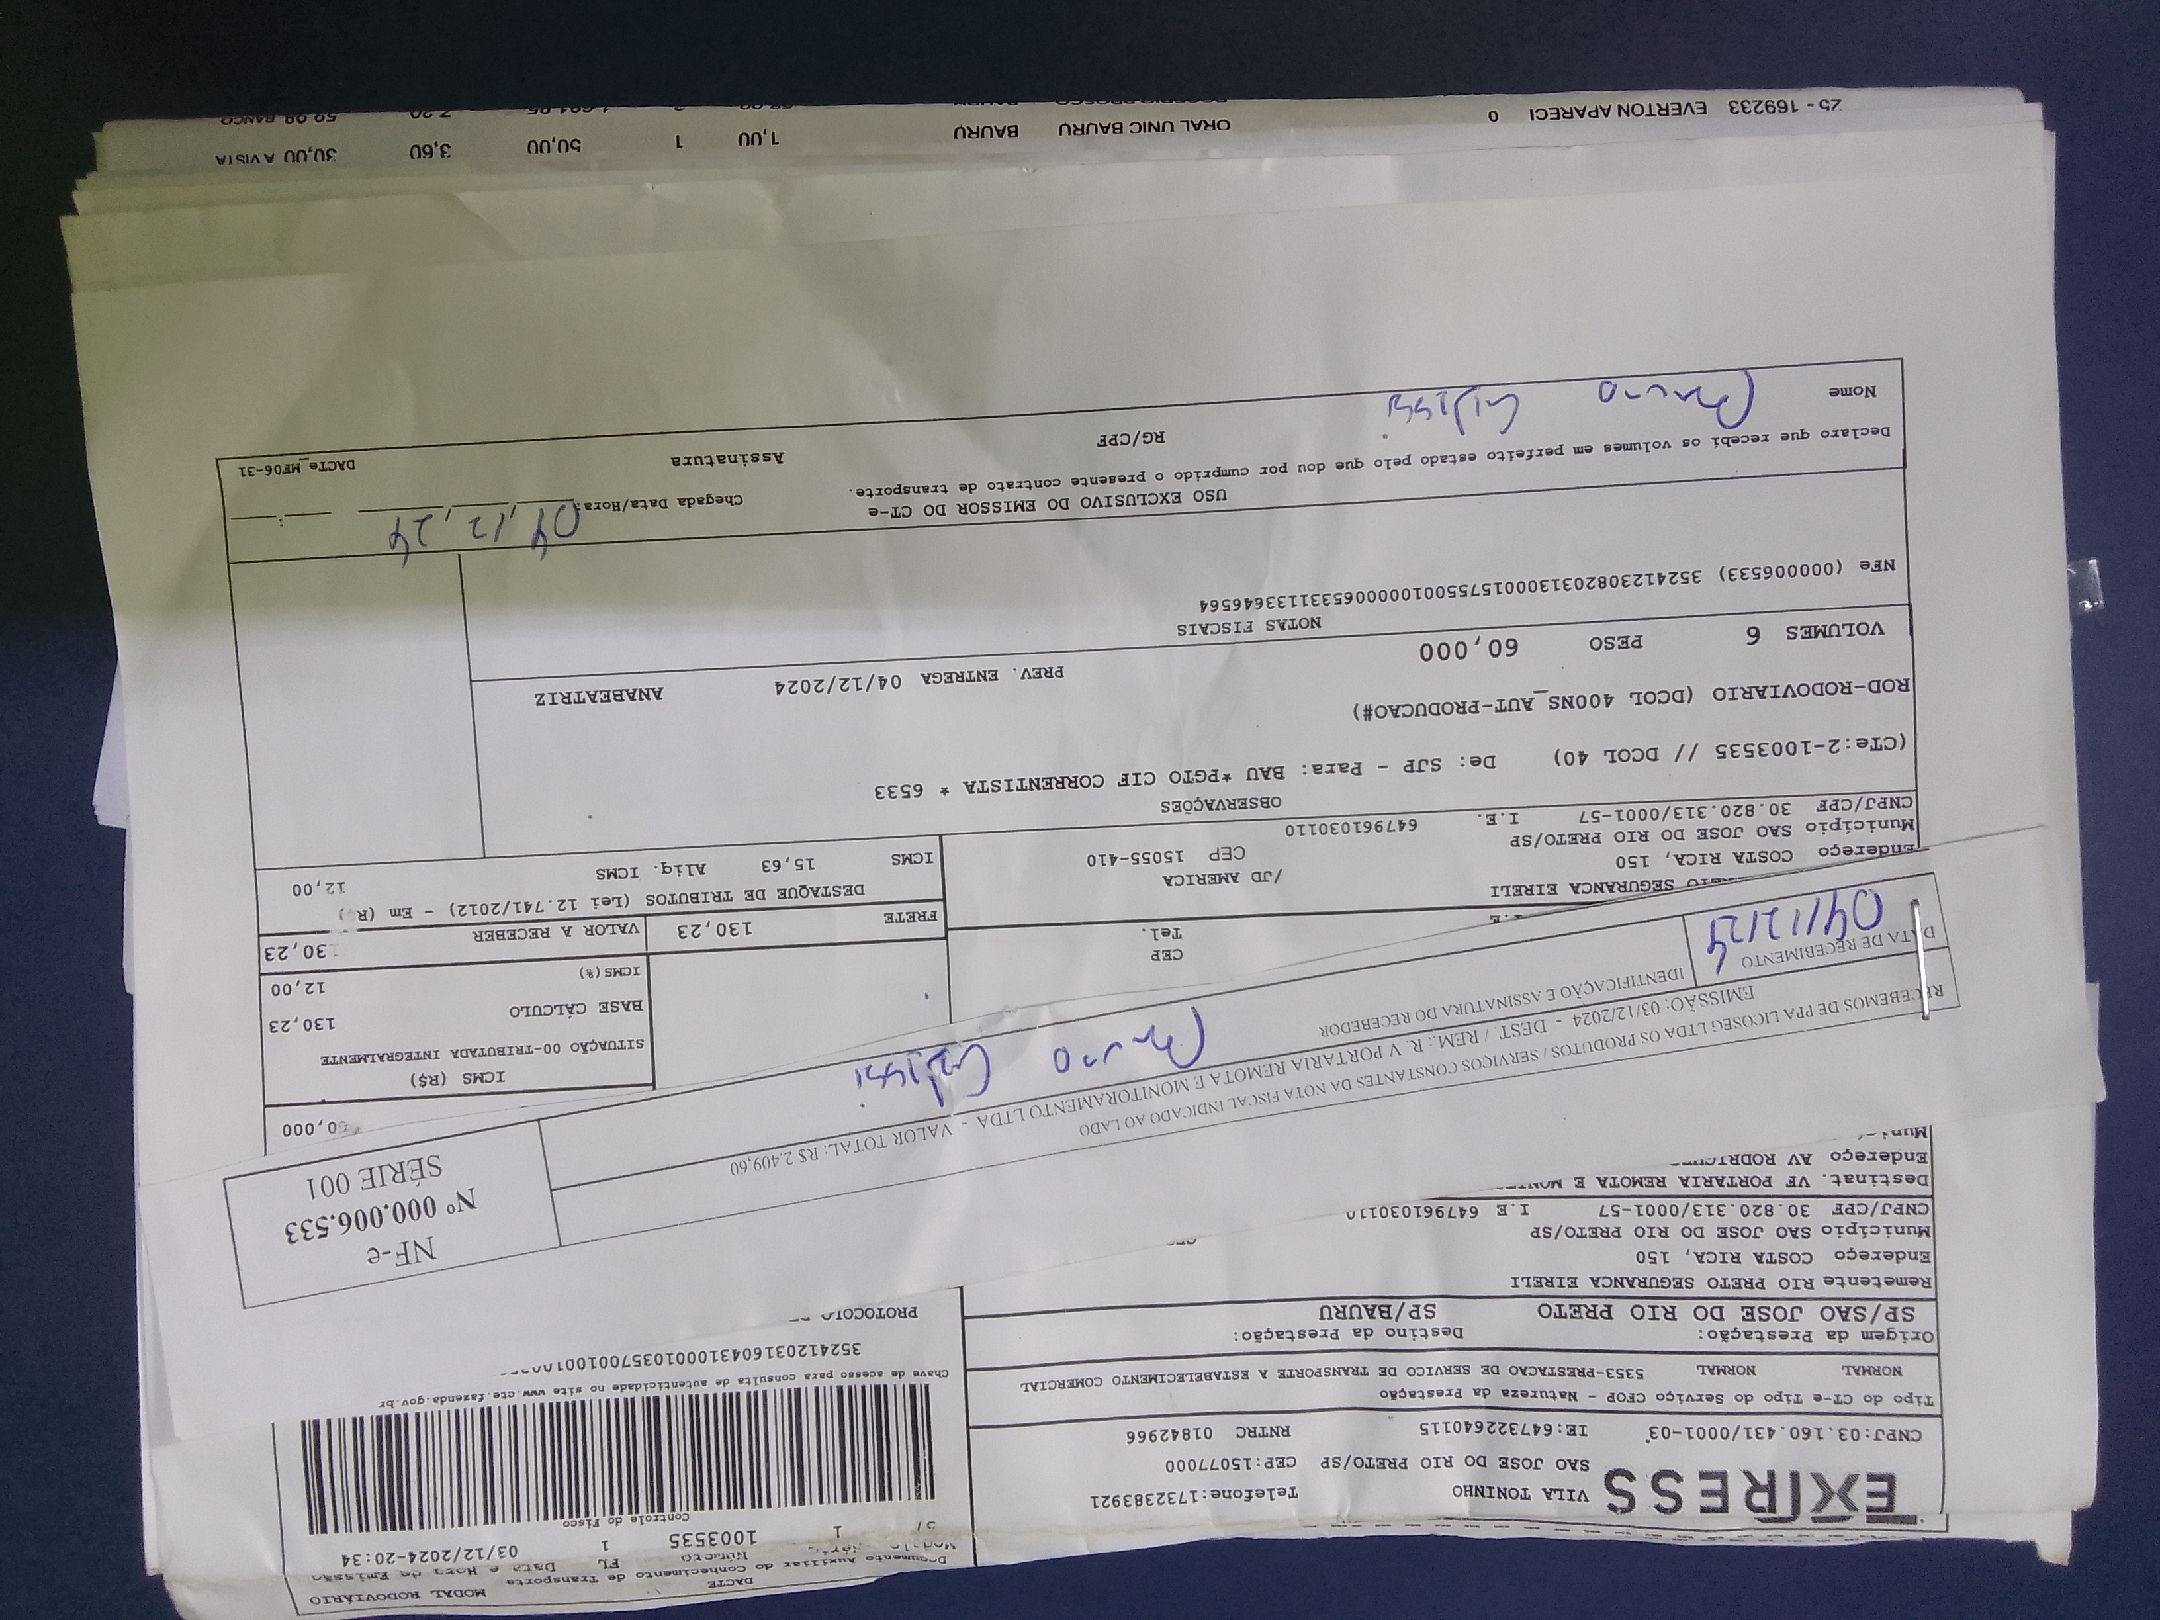 DACTE
Documento Auxiliar do Conhecimento de Transporte
MODAL RODOVIÁRIO
FL
1
1003535
1
03/12/2024-20:34
Controle do Fisco
EXPRESS
VILA TONINHO
Telefone:1732383921
SAO JOSE DO RIO PRETO/SP CEP:15077000
CNPJ:03.160.431/0001-03
IE:647322640115
RNTRC 01842966
Chave de acesso para consulta de autenticidade no site www.cte.fazenda.gov.br
Tipo do CT-e Tipo do Serviço CFOP - Natureza da Prestação
NORMAL
NORMAL
5353-PRESTACAO DE SERVICO DE TRANSPORTE A ESTABELECIMENTO COMERCIAL
Origem da Prestação:
Destino da Prestação:
SP/SAO JOSE DO RIO PRETO
SP/BAURU
Remetente RIO PRETO SEGURANCA EIRELI
Endereço COSTA RICA, 150
Município SAO JOSE DO RIO PRETO/SP
CNPJ/CPF 30.820.313/0001-57
I.E 647961030110
Destinat. VF PORTARIA REMOTA E
Endereço AV
RECEBEMOS DE PPA LICOSEG LTDA OS PRODUTOS / SERVIÇOS CONSTANTES DA NOTA FISCAL INDICADO AO LADO
EMISSÃO: 03/12/2024 - DEST / REM.: R. V PORTARIA REMOTA E MONITORAMENTO LTDA - VALOR TOTAL: R$ 2.409,60
DATA DE RECEBIMENTO
04/12/24
IDENTIFICAÇÃO E ASSINATURA DO RECEBEDOR
Bruno
NF-e
Nº 000.006.533
SÉRIE 001
ICMS (R$)
SITUAÇÃO 00-TRIBUTADA INTEGRALMENTE
BASE CÁLCULO
130,23
ICMS(%)
12,00
CEP
Tel.
FRETE
130,23
VALOR A RECEBER
DESTAQUE DE TRIBUTOS (Lei 12.741/2012) - Em
ICMS
15,63
Aliq. ICMS
12,00
SEGURANCA EIRELI
Endereço COSTA RICA, 150
/JD AMERICA
Município SAO JOSE DO RIO PRETO/SP
CEP 15055-410
CNPJ/CPF 30.820.313/0001-57
I.E. 647961030110
OBSERVAÇÕES
(CTe:2-1003535 // DCOL 40) De: SJP - Para: BAU *PGTO CIF CORRENTISTA * 6533
ROD-RODOVIARIO (DCOL 400NS_AUT-PRODUCAO#)
PREV. ENTREGA 04/12/2024
ANABEATRIZ
VOLUMES 6
PESO 60,000
NOTAS FISCAIS
NFe (000006533) 35241230820313000157550010000065331133646564
USO EXCLUSIVO DO EMISSOR DO CT-e
Declaro que recebi os volumes em perfeito estado pelo que dou por cumprido o presente contrato de transporte.
Chegada Data/Hora:
04/12/24
Nome
Bruno
RG/CPF
Assinatura
DACTe_MF06-31
25 - 169233 EVERTON APARECI
0
ORAL UNIC BAURU
BAURU
1,00
1
50,00
3,60
30,00 A VISTA